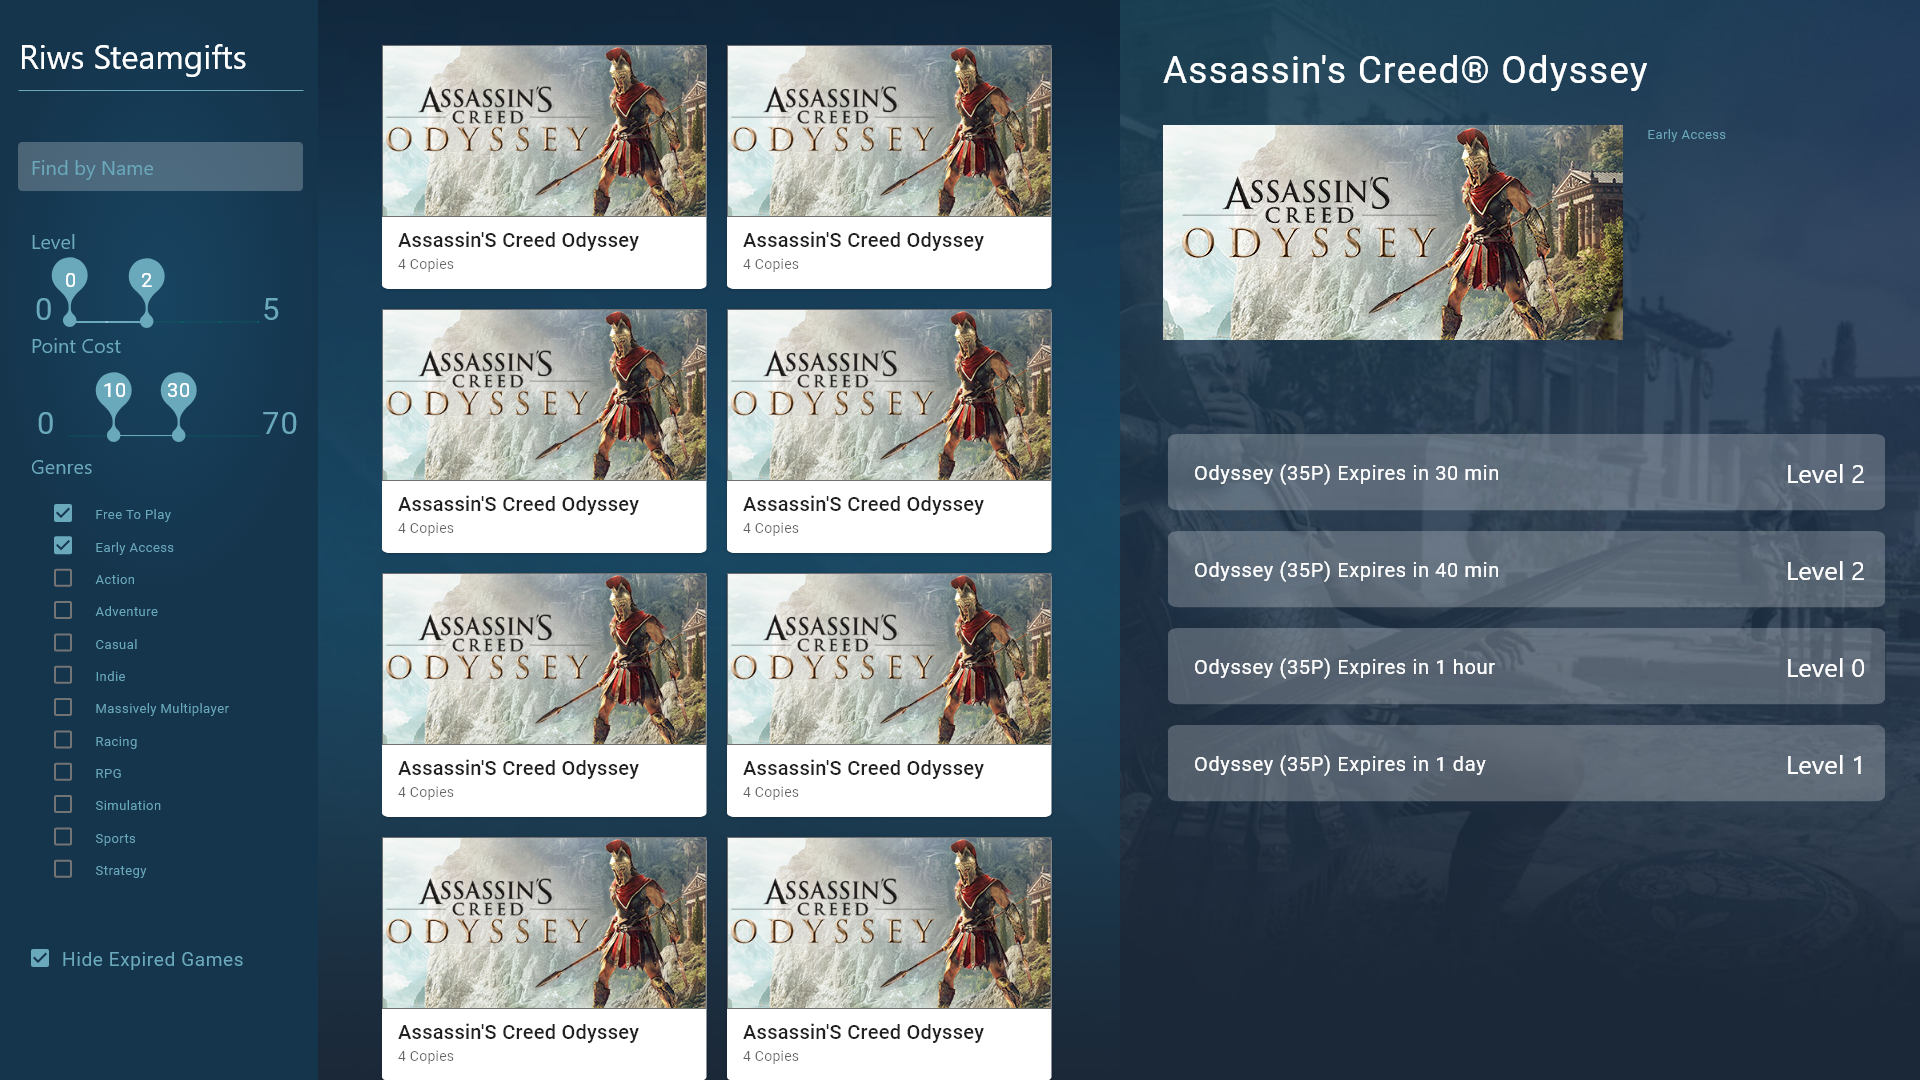 Riws Steamgifts
Find by Name
Level
0
2
0
5
Point Cost
10
30
0
70
Genres
Free To Play
Early Access
Action
Adventure
Casual
Indie
Massively Multiplayer
Racing
RPG
Simulation
Sports
Strategy
Hide Expired Games
ASSASSIN'S
CREED
ODYSSEY
Assassin'S Creed Odyssey
4 Copies
ASSASSIN'S
CREED
ODYSSEY
Assassin'S Creed Odyssey
4 Copies
ASSASSIN'S
CREED
ODYSSEY
Assassin'S Creed Odyssey
4 Copies
ASSASSIN'S
CREED
ODYSSEY
Assassin'S Creed Odyssey
4 Copies
ASSASSIN'S
CREED
ODYSSEY
Assassin'S Creed Odyssey
4 Copies
ASSASSIN'S
CREED
ODYSSEY
Assassin'S Creed Odyssey
4 Copies
ASSASSIN'S
CREED
ODYSSEY
Assassin'S Creed Odyssey
4 Copies
ASSASSIN'S
CREED
ODYSSEY
Assassin'S Creed Odyssey
4 Copies
Assassin's Creed® Odyssey
ASSASSIN'S
CREED
ODYSSEY
Early Access
Odyssey (35P) Expires in 30 min Level 2
Odyssey (35P) Expires in 40 min Level 2
Odyssey (35P) Expires in 1 hour Level 0
Odyssey (35P) Expires in 1 day Level 1